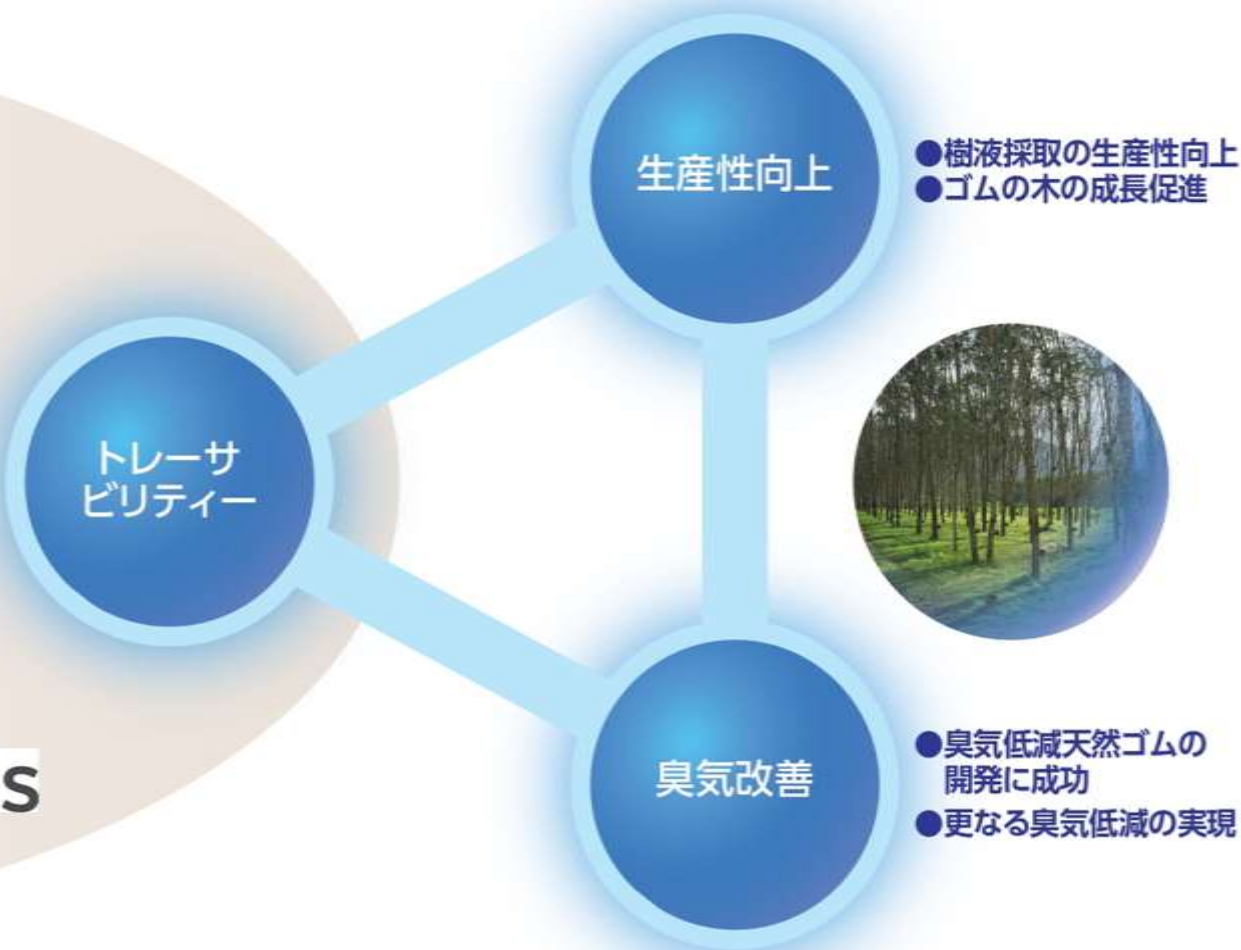 生産性向上
●樹液採取の生産性向上
●ゴムの木の成長促進
トレーサ
ビリティー
臭気改善
●臭気低減天然ゴムの
開発に成功
●更なる臭気低減の実現
S